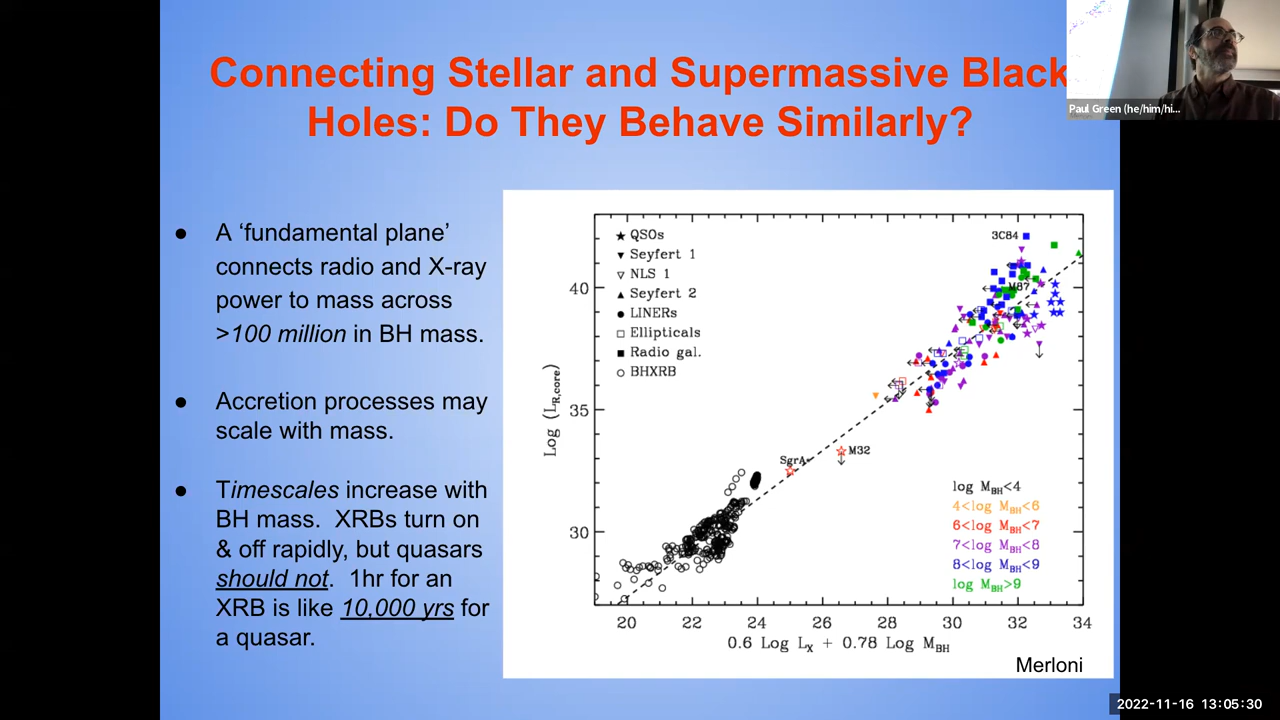 Connecting Stellar and Supermassive Black
Holes: Do They Behave Similarly?
Paul Green (he/him/hi...
● A ‘fundamental plane’
connects radio and X-ray
power to mass across
>100 million in BH mass.
● Accretion processes may
scale with mass.
● Timescales increase with
BH mass. XRBs turn on
& off rapidly, but quasars
should not. 1hr for an
XRB is like 10,000 yrs for
a quasar.
Log (L_R,core)
40
35
30
QSOs
Seyfert 1
NLS 1
Seyfert 2
LINERs
Ellipticals
Radio gal.
BHXRB
3C84
M87
SgrA*
M32
log M_BH<4
4<log M_BH<6
6<log M_BH<7
7<log M_BH<8
8<log M_BH<9
log M_BH>9
20 22 24 26 28 30 32 34
0.6 Log L_X + 0.78 Log M_BH
Merloni
2022-11-16 13:05:30